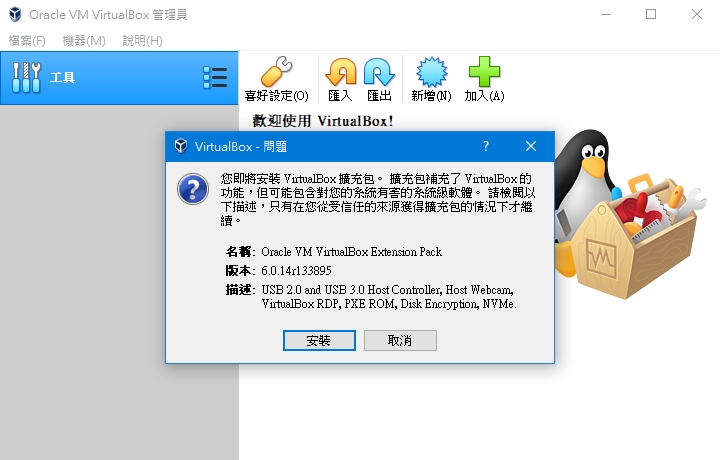 Oracle VM VirtualBox 管理員
檔案(F) 機器(M) 說明(H)
工具
喜好設定(O) 匯入 匯出 新增(N) 加入(A)
歡迎使用 VirtualBox!
VirtualBox - 問題
您即將安裝 VirtualBox 擴充包。 擴充包補充了 VirtualBox 的
功能，但可能包含對您的系統有害的系統級軟體。 請檢閱以
下描述，只有在您從受信任的來源獲得擴充包的情況下才繼
續。
名稱: Oracle VM VirtualBox Extension Pack
版本: 6.0.14r133895
描述: USB 2.0 and USB 3.0 Host Controller, Host Webcam,
VirtualBox RDP, PXE ROM, Disk Encryption, NVMe.
安裝 取消